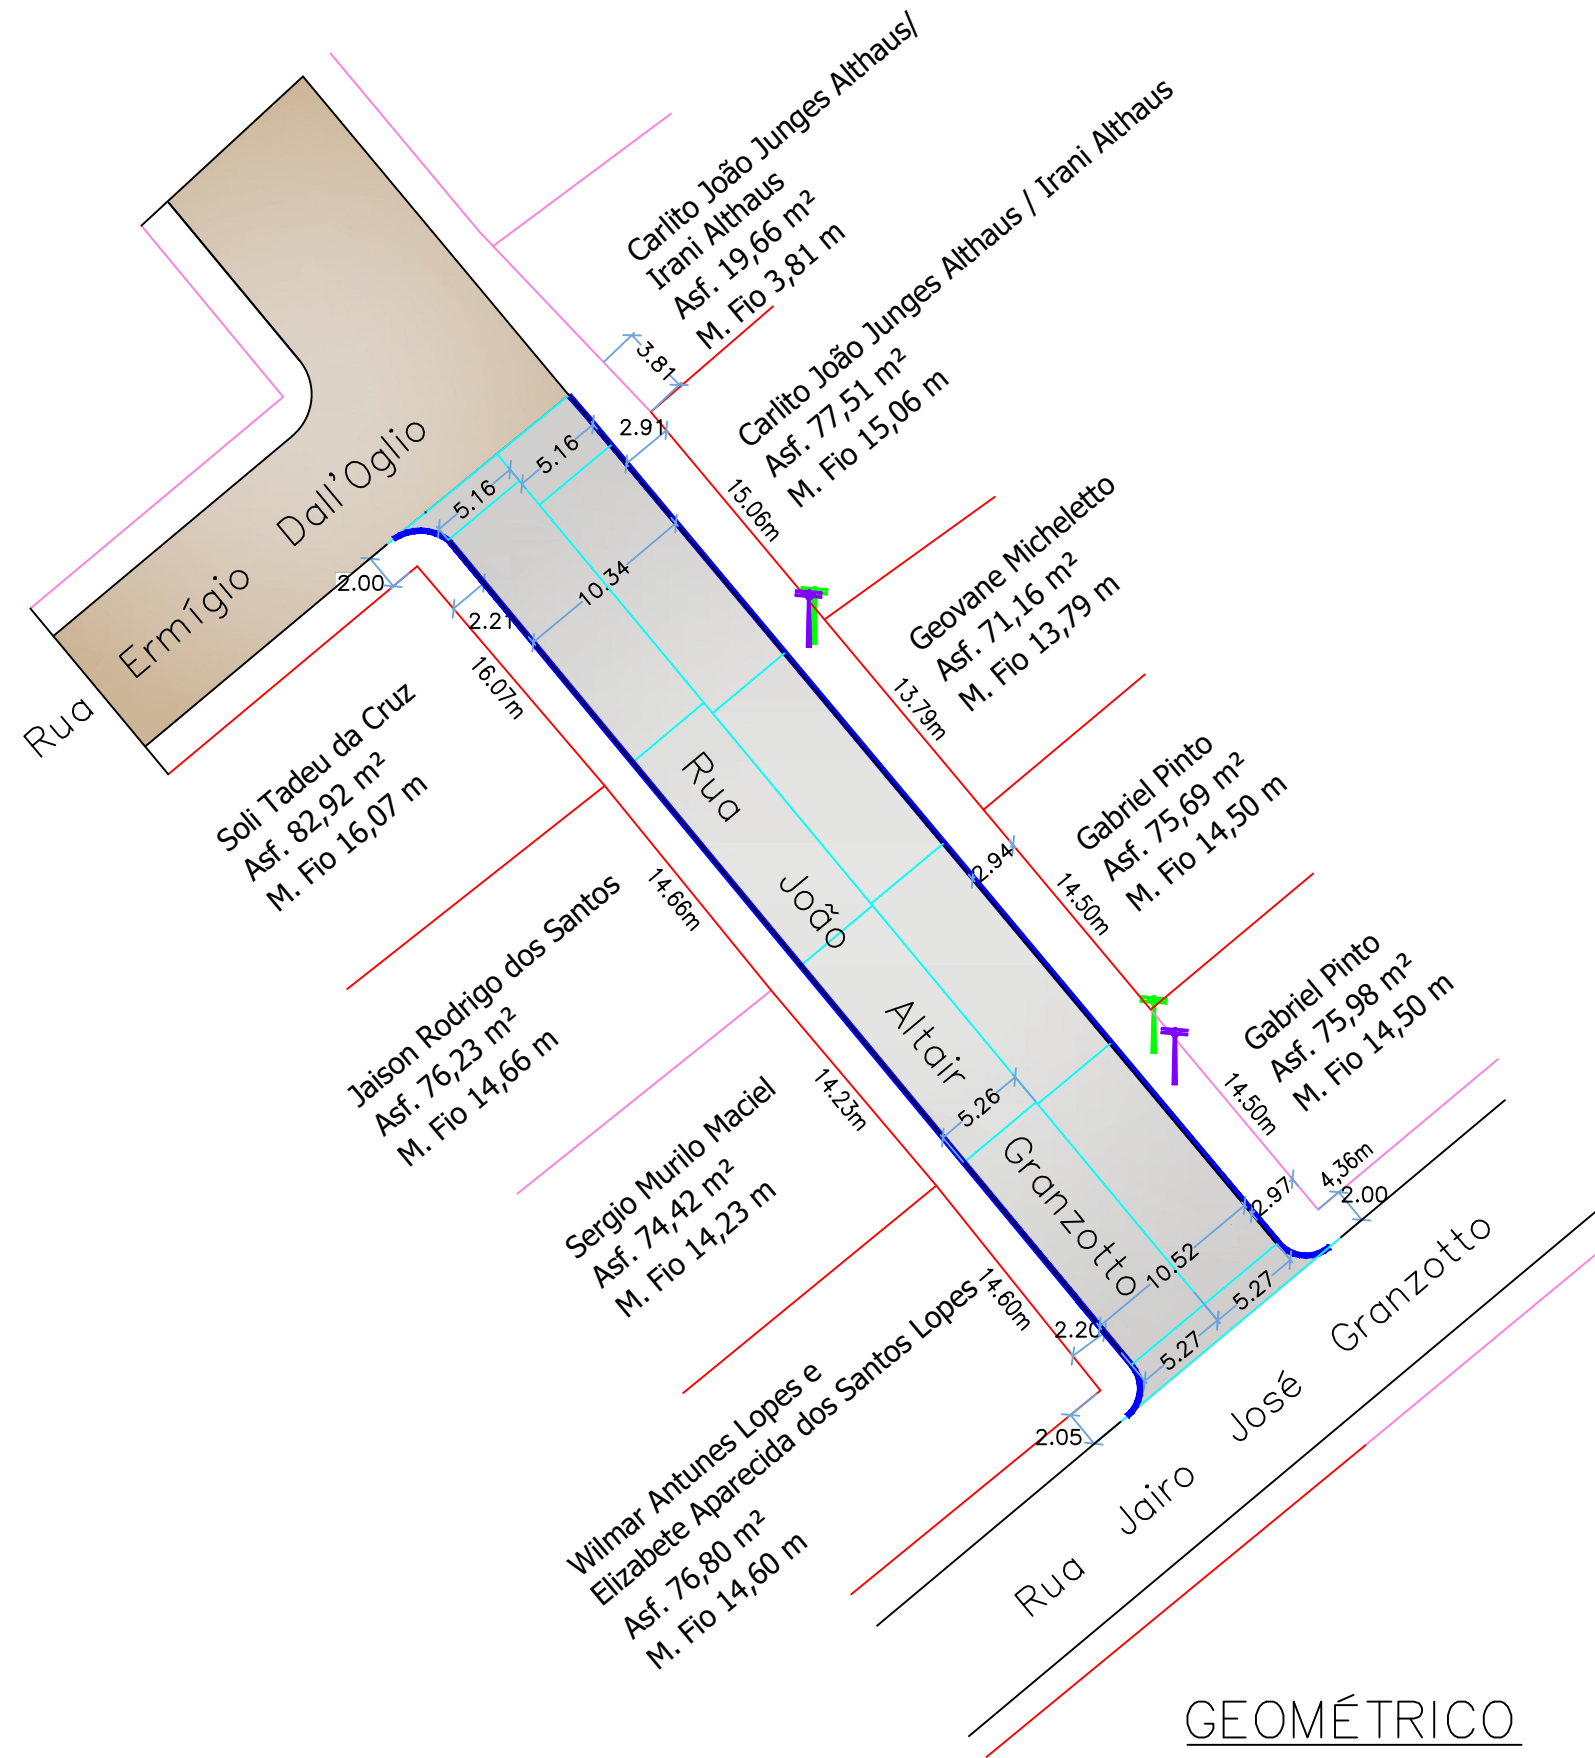 Carlito João Junges Althaus/
Irani Althaus
Asf. 19,66 m²
M. Fio 3,81 m
Carlito João Junges Althaus / Irani Althaus
Asf. 77,51 m²
M. Fio 15,06 m
Geovane Micheletto
Asf. 71,16 m²
M. Fio 13,79 m
Gabriel Pinto
Asf. 75,69 m²
M. Fio 14,50 m
Gabriel Pinto
Asf. 75,98 m²
M. Fio 14,50 m
Soli Tadeu da Cruz
Asf. 82,92 m²
M. Fio 16,07 m
Jaison Rodrigo dos Santos
Asf. 76,23 m²
M. Fio 14,66 m
Sergio Murilo Maciel
Asf. 74,42 m²
M. Fio 14,23 m
Wilmar Antunes Lopes e
Elizabete Aparecida dos Santos Lopes
Asf. 76,80 m²
M. Fio 14,60 m
Rua Ermígio Dall'Oglio
Rua João Altair Granzotto
Rua Jairo José Granzotto
3.81
2.91
5.16
5.16
2.00
2.21
10.34
15.06m
16.07m
13.79m
14.66m
2.94
14.50m
14.23m
5.26
14.50m
4,36m
2.00
2.97
10.52
14.60m
2.20
5.27
5.27
2.05
GEOMÉTRICO